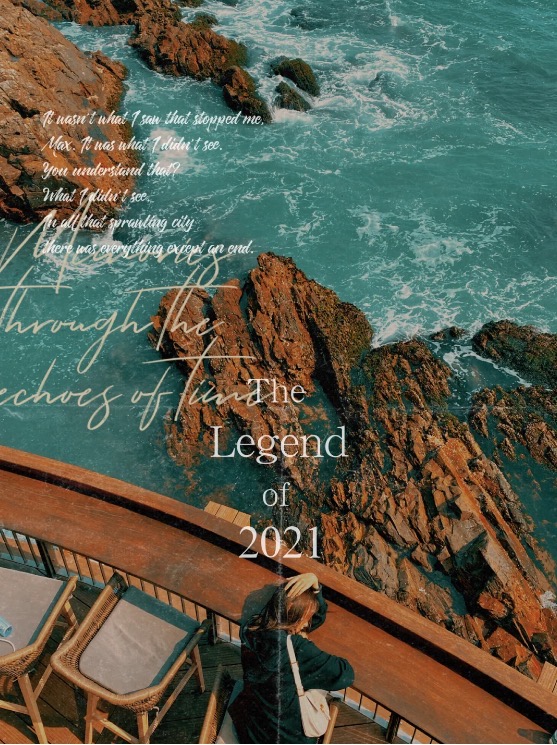 It wasn't what I saw that stopped me,
Max. It was what I didn't see.
You understand that?
What I didn't see.
In all that sprawling city
there was everything except an end.
through the
echoes of Time
The
Legend
of
2021